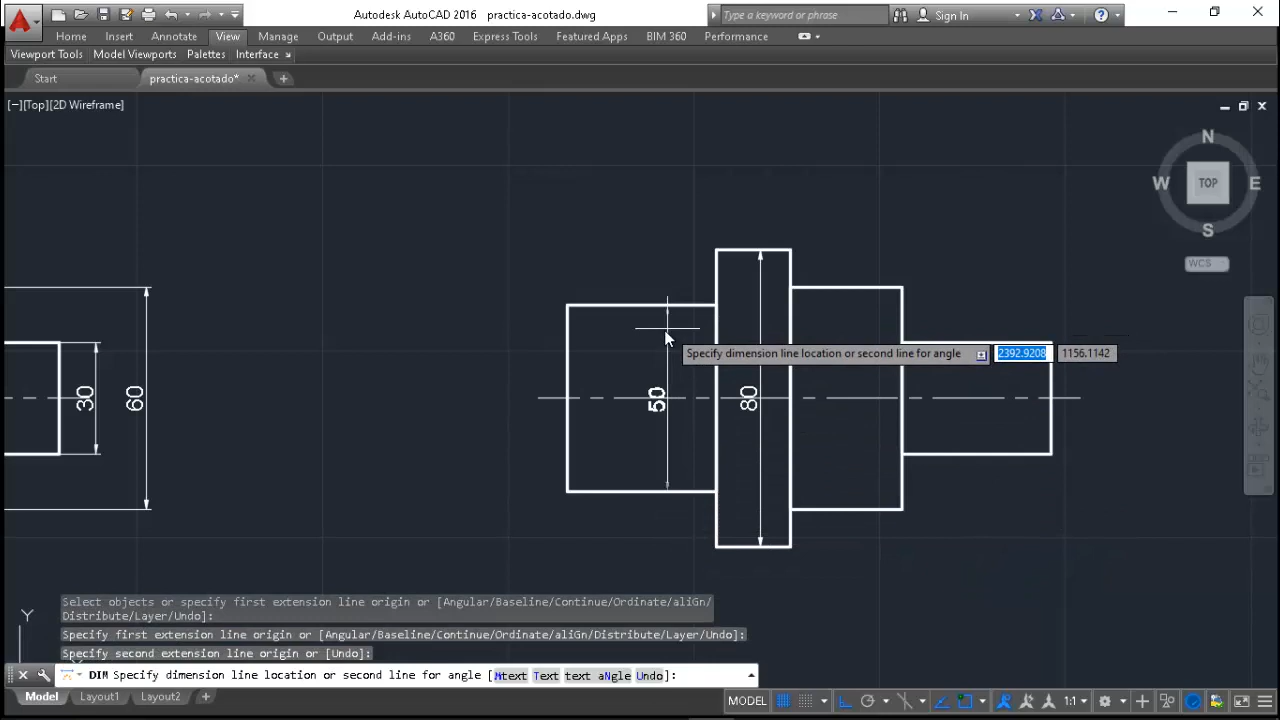 Autodesk AutoCAD 2016 practica-acotado.dwg
Type a keyword or phrase
Sign In
Home Insert Annotate View Manage Output Add-ins A360 Express Tools Featured Apps BIM 360 Performance
Viewport Tools Model Viewports Palettes Interface
Start practica-acotado*
[−][Top][2D Wireframe]
N
W TOP E
S
WCS
Specify dimension line location or second line for angle 2392.9208 1156.1142
30 60 50 80
Y
Select objects or specify first extension line origin or [Angular/Baseline/Continue/Ordinate/aliGn/
Distribute/Layer/Undo]:
Specify first extension line origin or [Angular/Baseline/Continue/Ordinate/aliGn/Distribute/Layer/Undo]:
Specify second extension line origin or [Undo]:
DIM Specify dimension line location or second line for angle [Mtext Text text aNgle Undo]:
Model Layout1 Layout2 +
MODEL 1:1